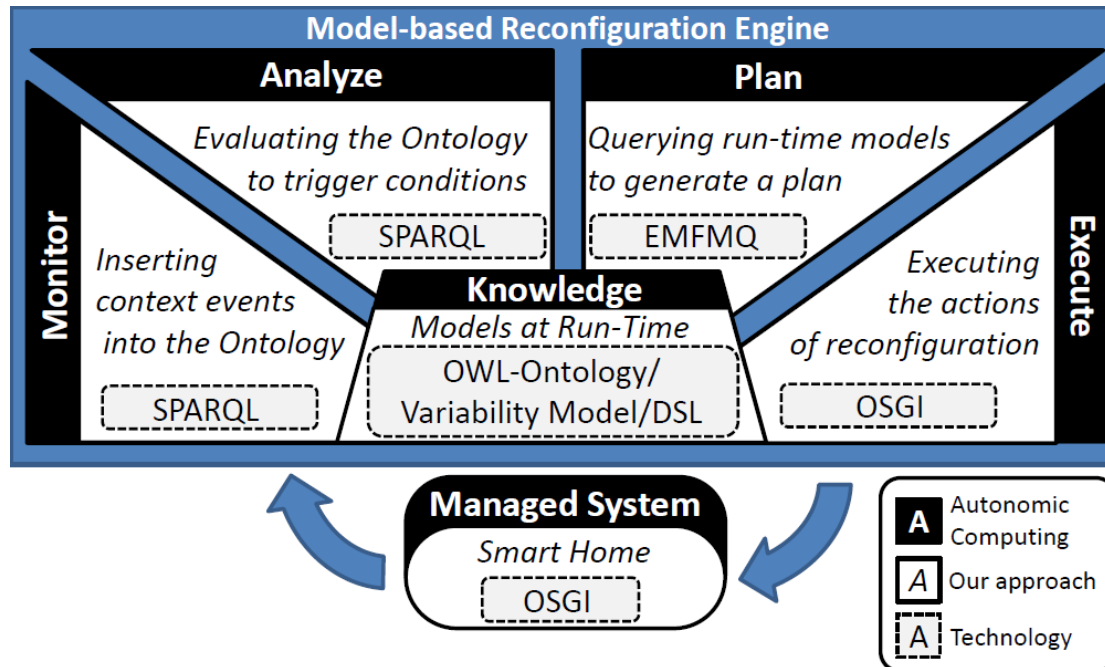 Model-based Reconfiguration Engine
Analyze
Plan
Evaluating the Ontology
to trigger conditions
SPARQL
Querying run-time models
to generate a plan
EMFMQ
Monitor
Inserting
context events
into the Ontology
SPARQL
Knowledge
Models at Run-Time
OWL-Ontology/
Variability Model/DSL
Execute
Executing
the actions
of reconfiguration
OSGI
Managed System
Smart Home
OSGI
A Autonomic
Computing
A Our approach
A Technology